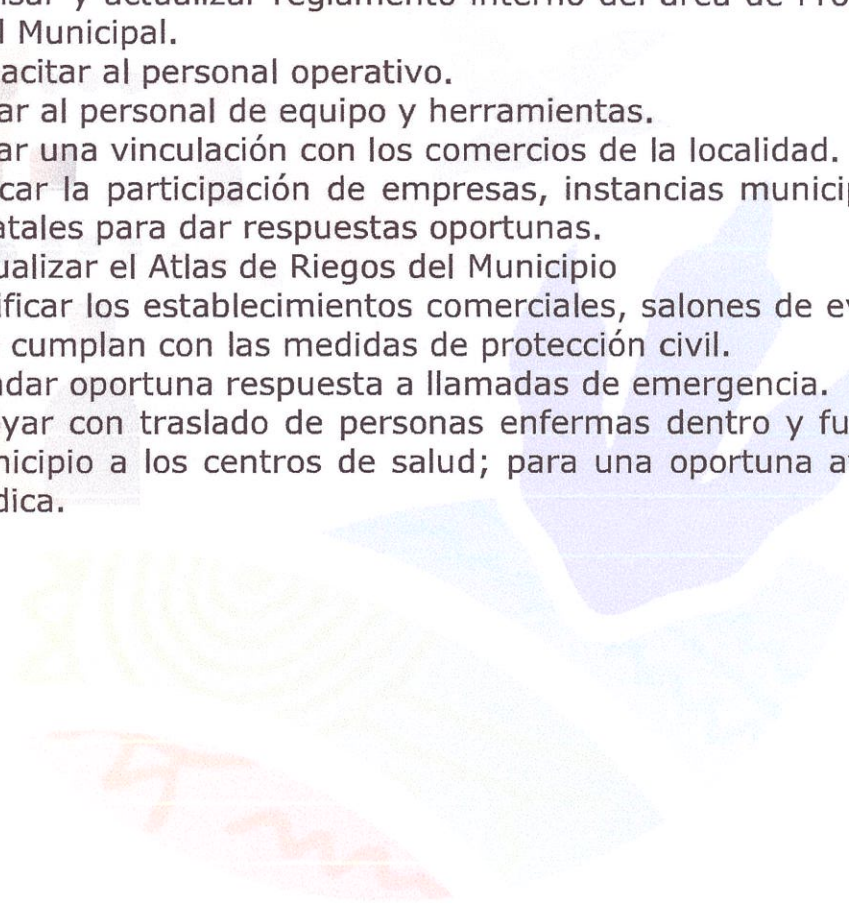 isar y actualizar reglamento interno del área de Pro
l Municipal.
acitar al personal operativo.
ar al personal de equipo y herramientas.
ar una vinculación con los comercios de la localidad.
car la participación de empresas, instancias municip
atales para dar respuestas oportunas.
ualizar el Atlas de Riegos del Municipio
ificar los establecimientos comerciales, salones de ev
cumplan con las medidas de protección civil.
ndar oportuna respuesta a llamadas de emergencia.
yar con traslado de personas enfermas dentro y fu
nicipio a los centros de salud; para una oportuna at
dica.